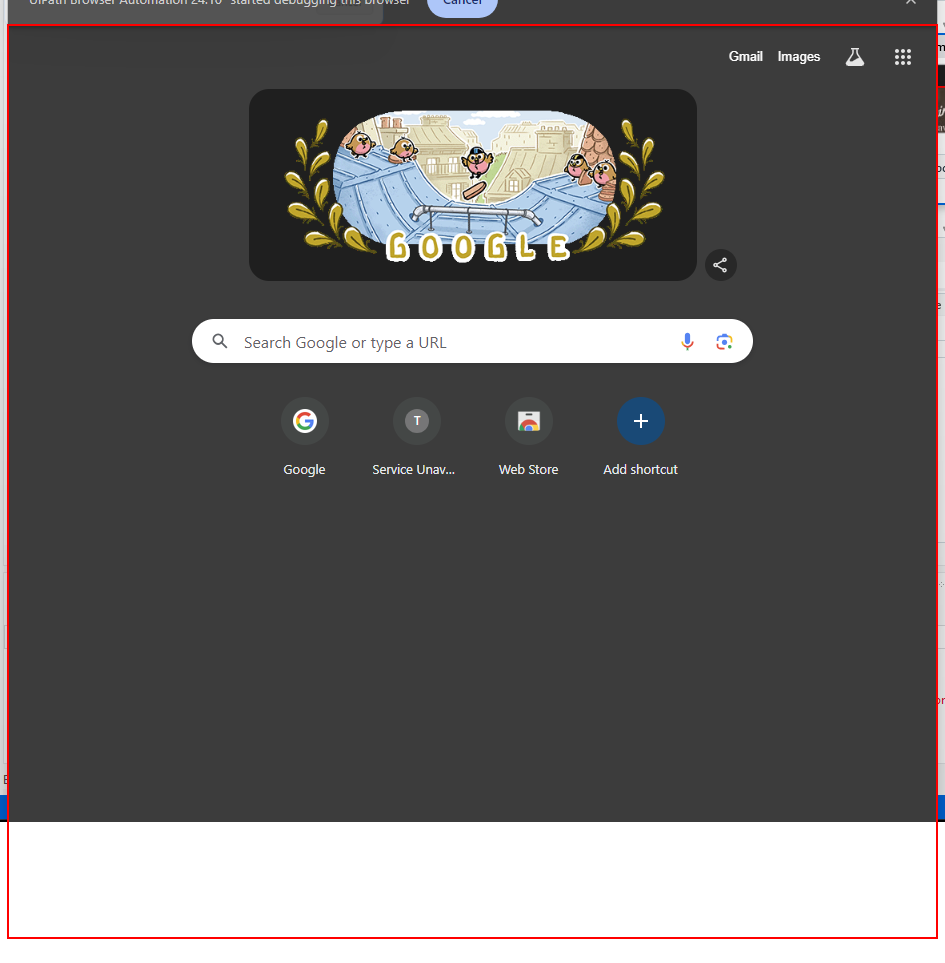 UiPath Browser Automation 24.10" started debugging this browser
Cancel
Gmail
Images
GOOGLE
Search Google or type a URL
T
Google
Service Unav...
Web Store
Add shortcut